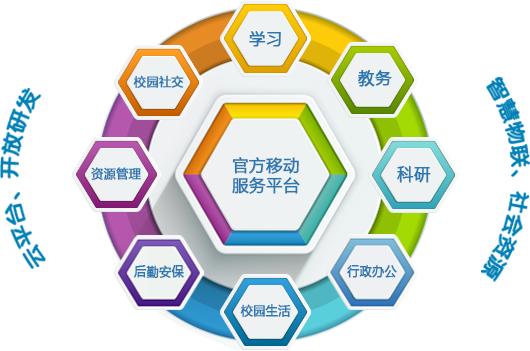 学习
校园社交
教务
云平台、开放研发
智慧物联、社会资源
资源管理
官方移动
服务平台
科研
后勤安保
行政办公
校园生活